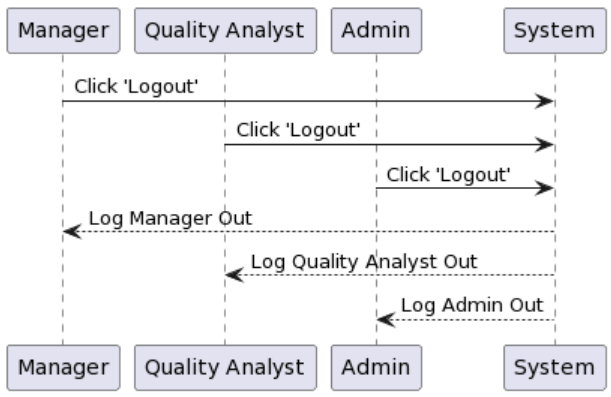 Manager Quality Analyst Admin System
Click 'Logout'
Click 'Logout'
Click 'Logout'
Log Manager Out
Log Quality Analyst Out
Log Admin Out
Manager Quality Analyst Admin System